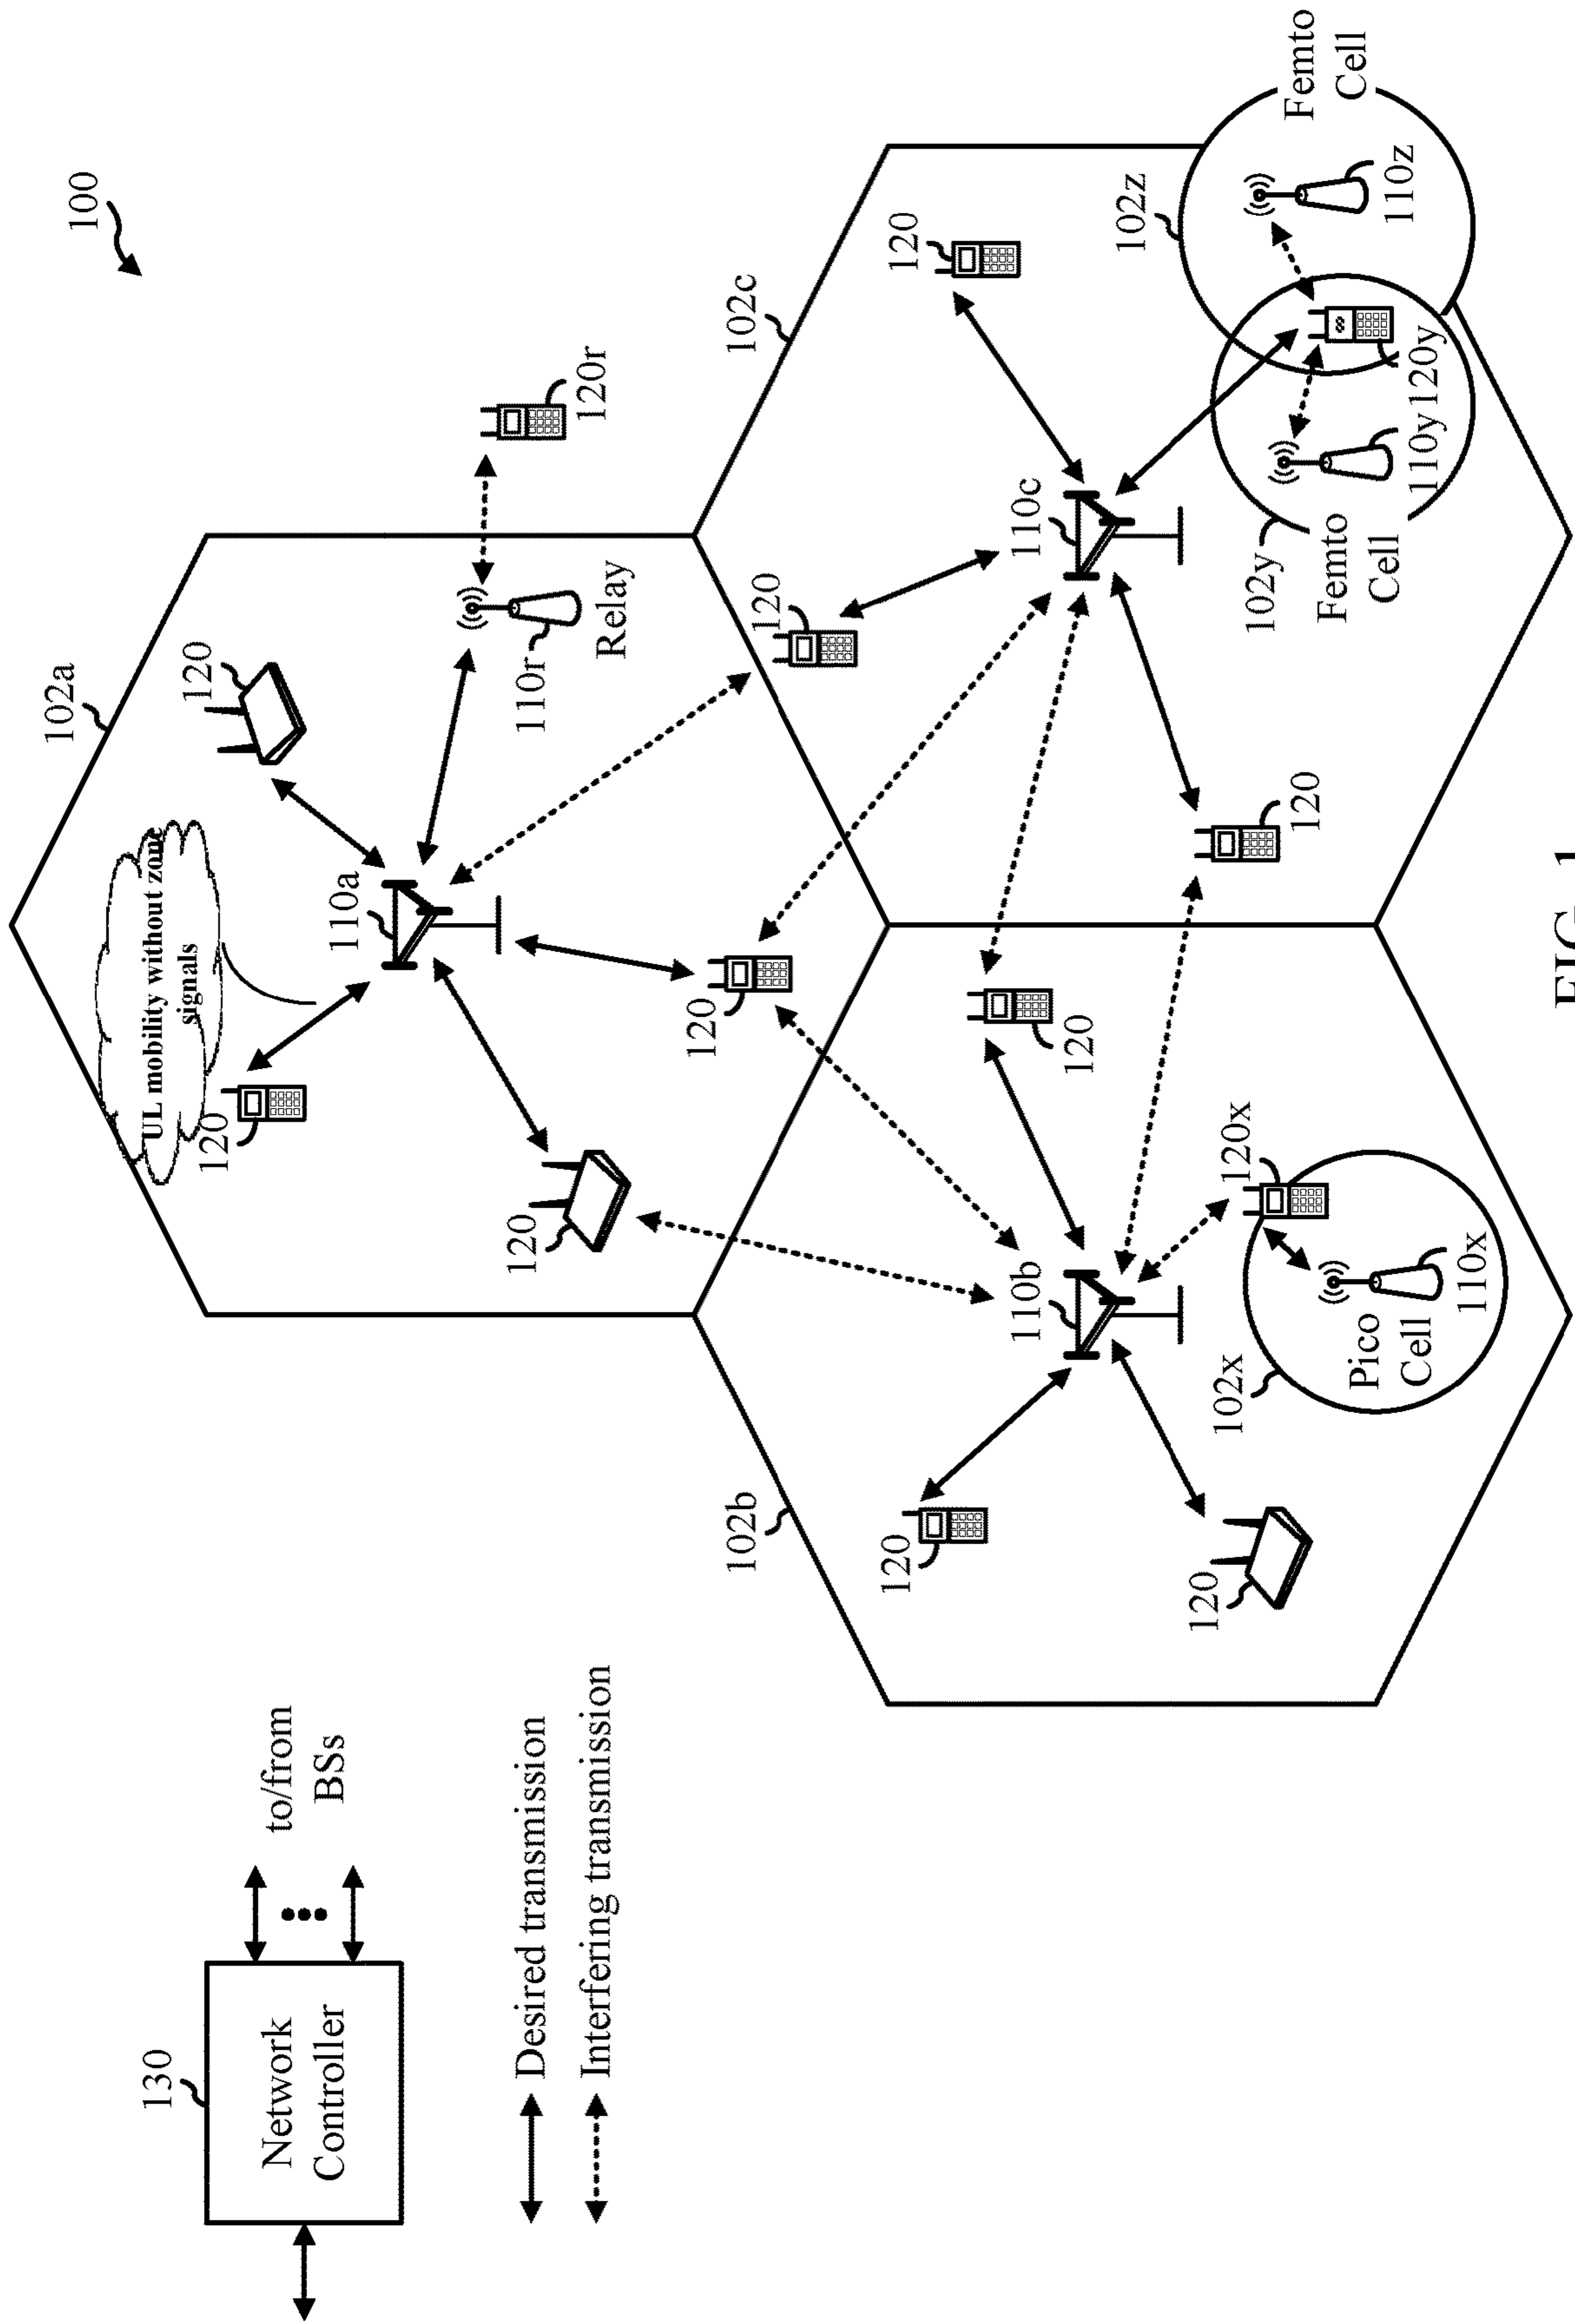 100
102a
130
120
UL mobility without zone
signals
120
Network
Controller
to/from
BSs
110a
120
Desired transmission
110r
120r
Interfering transmission
Relay
120
102b
102c
120
120
120
110b
110c
120
102z
120
102x
120x
102y
120
Femto
Cell
Femto
Cell
Pico
Cell
110z
110y
120y
110x
FIG. 1